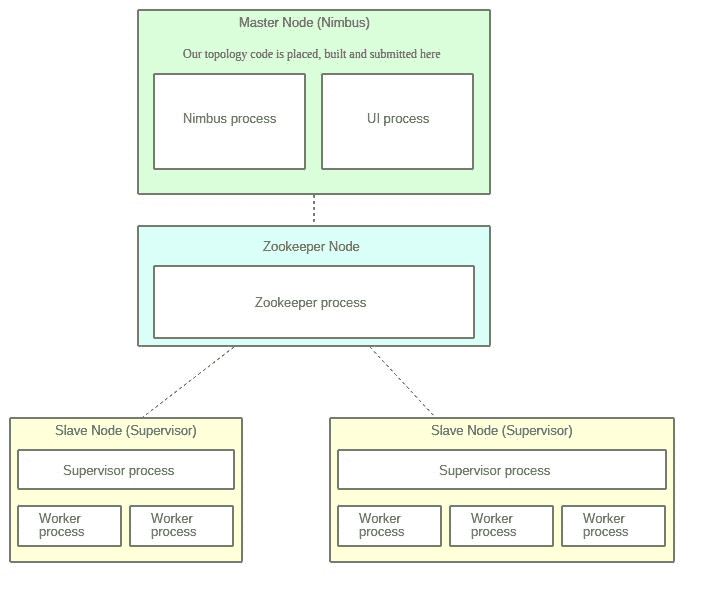 Master Node (Nimbus)
Our topology code is placed, built and submitted here
Nimbus process
UI process
Zookeeper Node
Zookeeper process
Slave Node (Supervisor)
Supervisor process
Worker
process
Worker
process
Slave Node (Supervisor)
Supervisor process
Worker
process
Worker
process
Worker
process